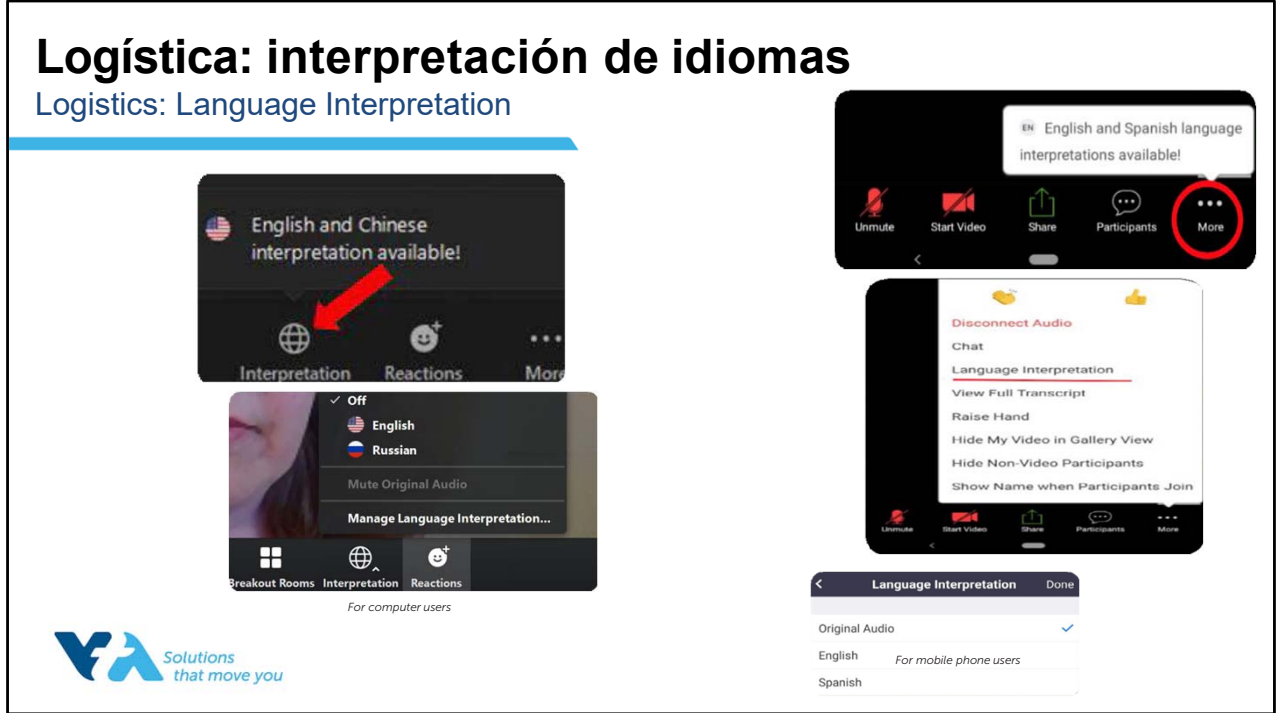 Logística: interpretación de idiomas
Logistics: Language Interpretation
English and Chinese
interpretation available!
Interpretation Reactions More
✓ Off
English
Russian
Mute Original Audio
Manage Language Interpretation...
Breakout Rooms Interpretation Reactions
For computer users
EN English and Spanish language
interpretations available!
Unmute Start Video Share Participants More
Disconnect Audio
Chat
Language Interpretation
View Full Transcript
Raise Hand
Hide My Video in Gallery View
Hide Non-Video Participants
Show Name when Participants Join
Unmute Start Video Share Participants More
Language Interpretation Done
Original Audio
English
For mobile phone users
Spanish
VTA Solutions
that move you